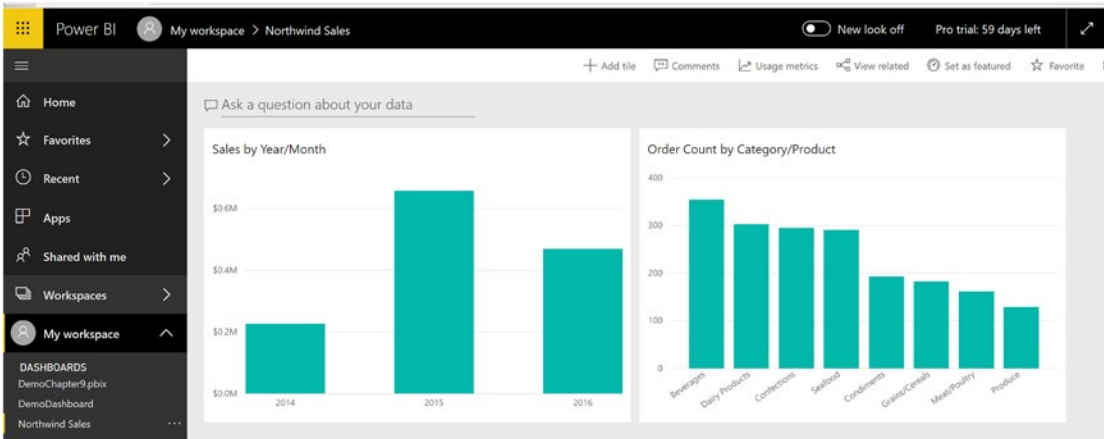 Power BI
My workspace > Northwind Sales
New look off
Pro trial: 59 days left
Add tile
Comments
Usage metrics
View related
Set as featured
Favorite
Home
Favorites
Recent
Apps
Shared with me
Workspaces
My workspace
DASHBOARDS
DemoChapter9.pbix
DemoDashboard
Northwind Sales
Ask a question about your data
Sales by Year/Month
$0.6M
$0.4M
$0.2M
$0.0M
2014 2015 2016
Order Count by Category/Product
400
300
200
100
0
Beverages Dairy Products Confections Seafood Condiments Grains/Cereals Meat/Poultry Produce